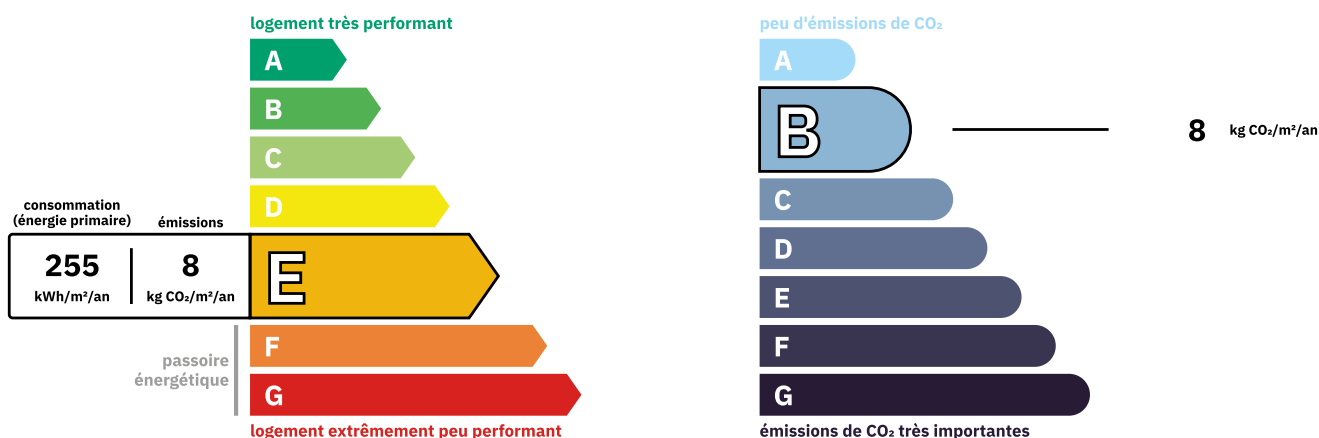 logement très performant
A
B
C
D
consommation
(énergie primaire)
émissions
255
kWh/m²/an
8
kg CO₂/m²/an
E
F
passoire
énergétique
G
logement extrêmement peu performant
peu d'émissions de CO₂
A
B
8 kg CO₂/m²/an
C
D
E
F
G
émissions de CO₂ très importantes